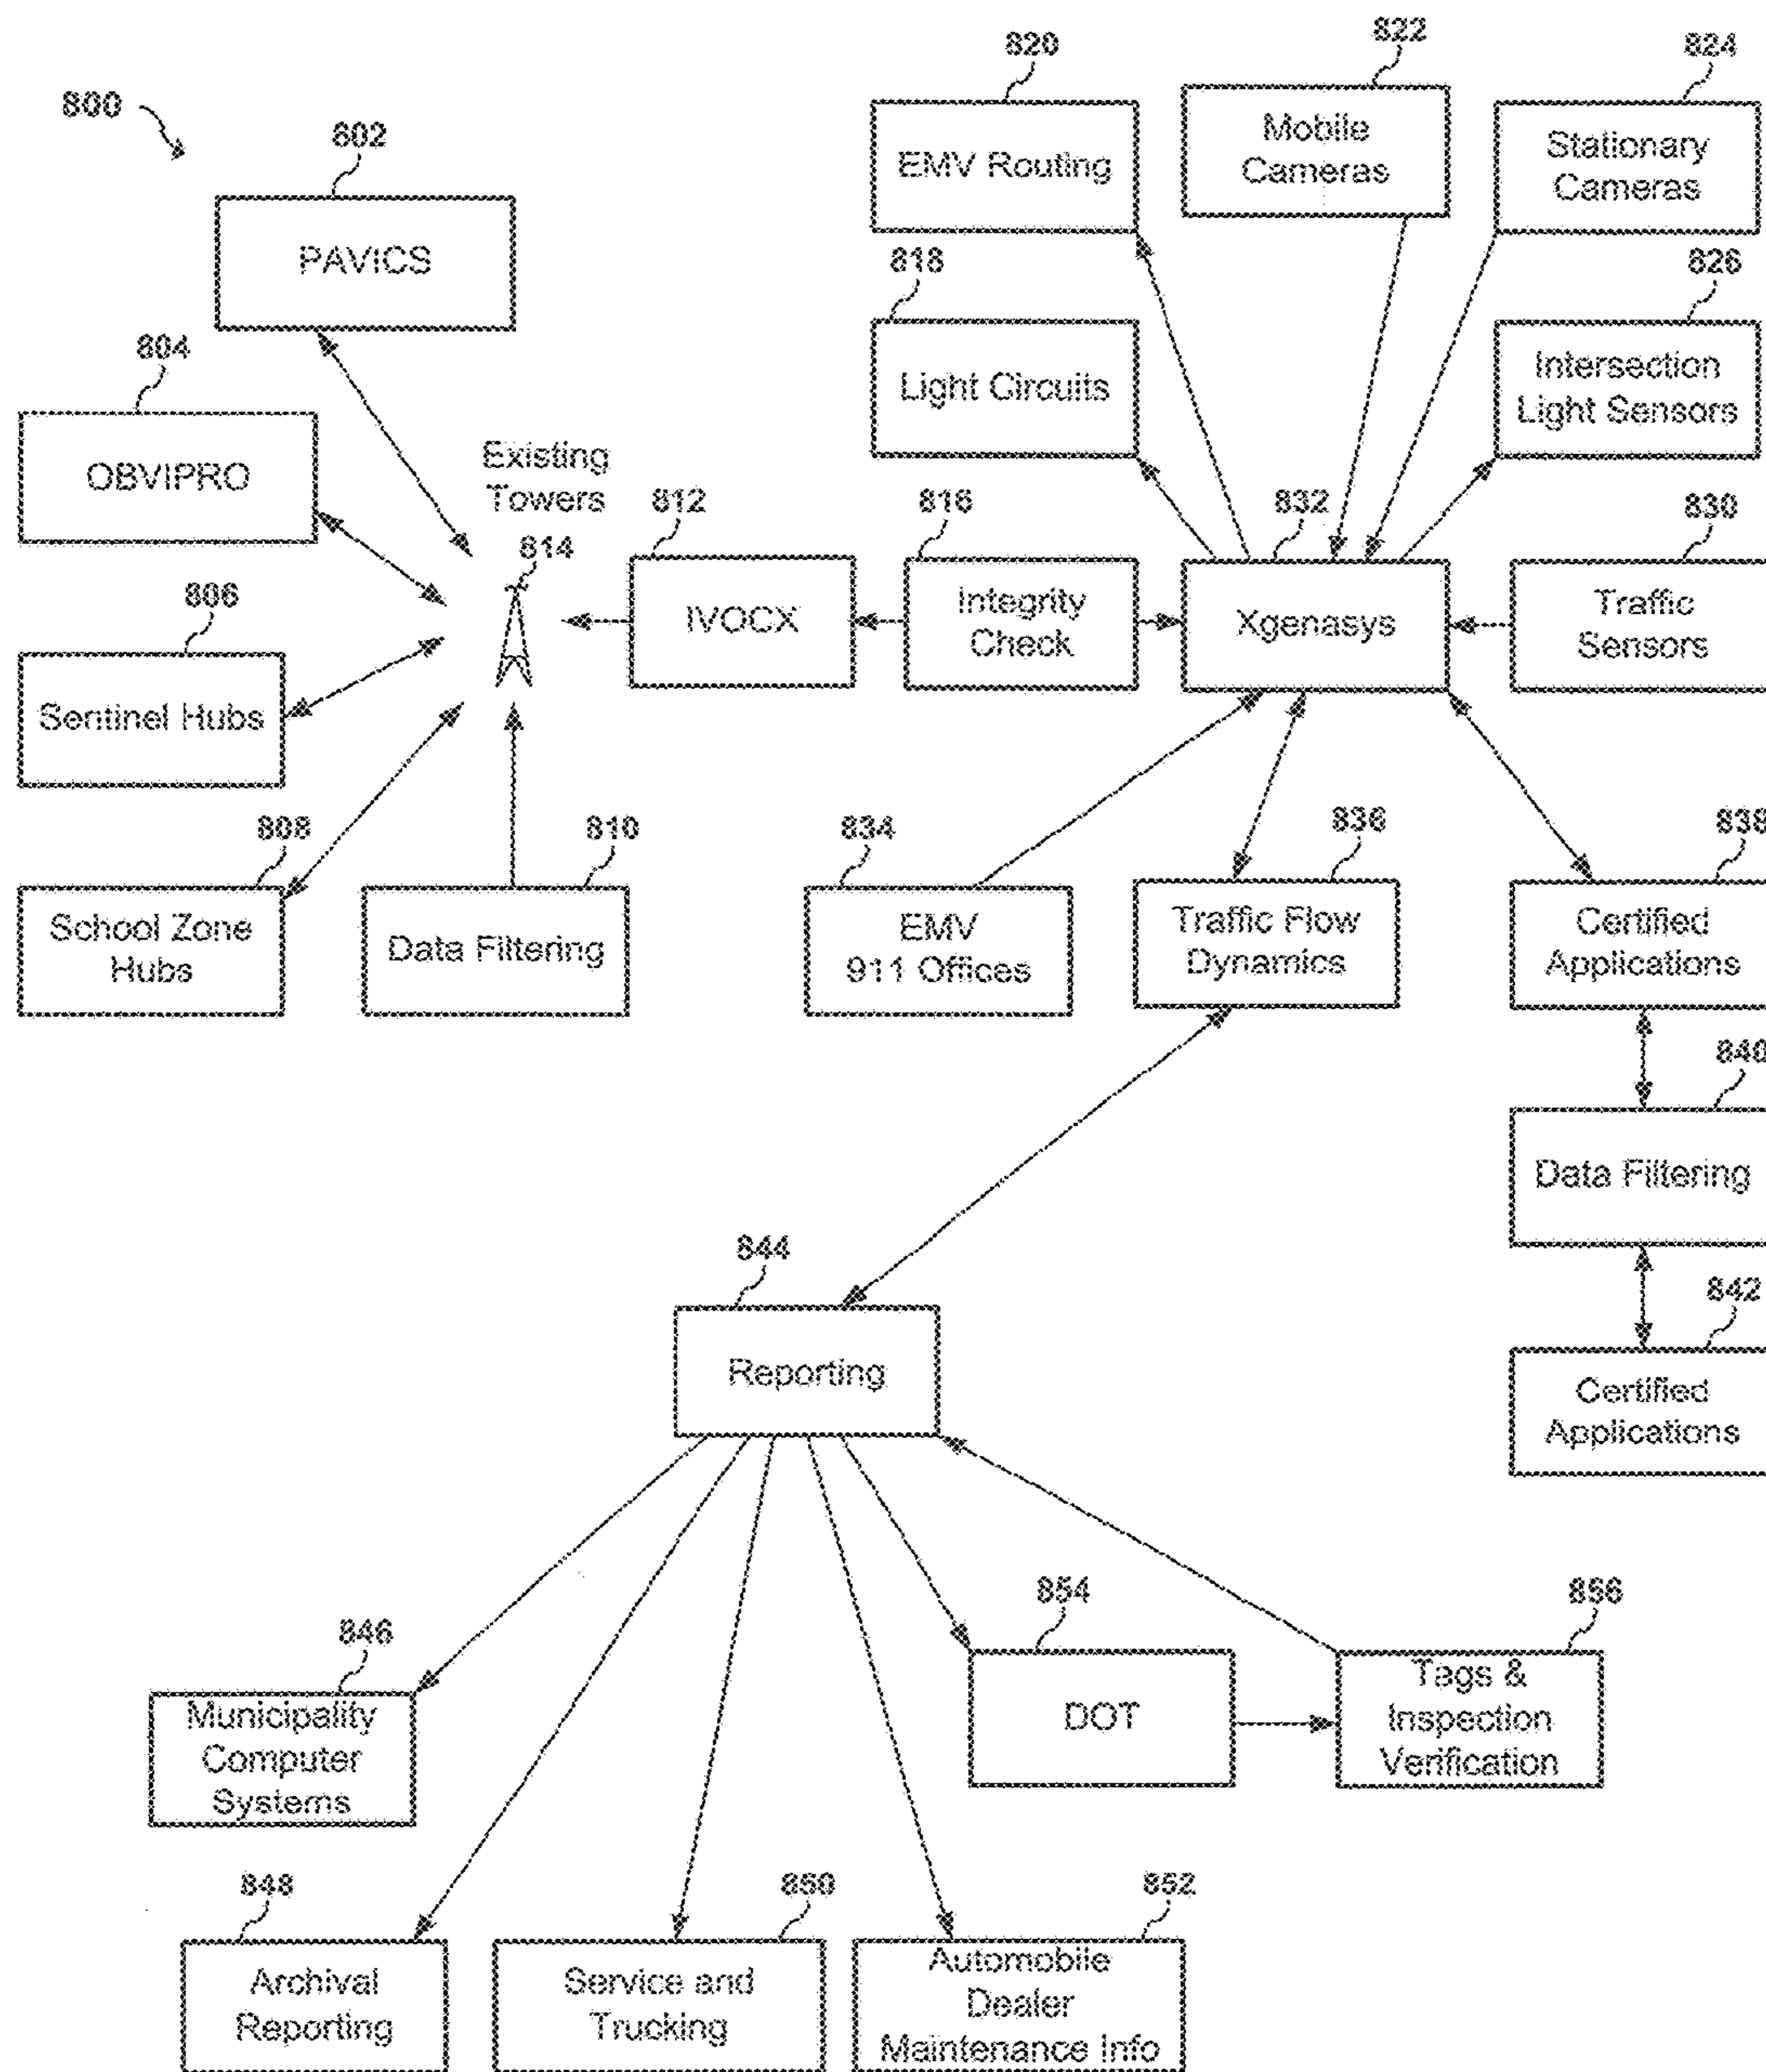 800
802
PAVICS
804
OBVIPRO
806
Sentinel Hubs
808
School Zone
Hubs
810
Data Filtering
Existing
Towers
814
812
IVOCX
816
Integrity
Check
818
Light Circuits
820
EMV Routing
822
Mobile
Cameras
824
Stationary
Cameras
826
Intersection
Light Sensors
830
Traffic
Sensors
832
Xgenasys
834
EMV
911 Offices
836
Traffic Flow
Dynamics
838
Certified
Applications
840
Data Filtering
842
Certified
Applications
844
Reporting
846
Municipality
Computer
Systems
848
Archival
Reporting
850
Service and
Trucking
852
Automobile
Dealer
Maintenance Info
854
DOT
856
Tags &
Inspection
Verification